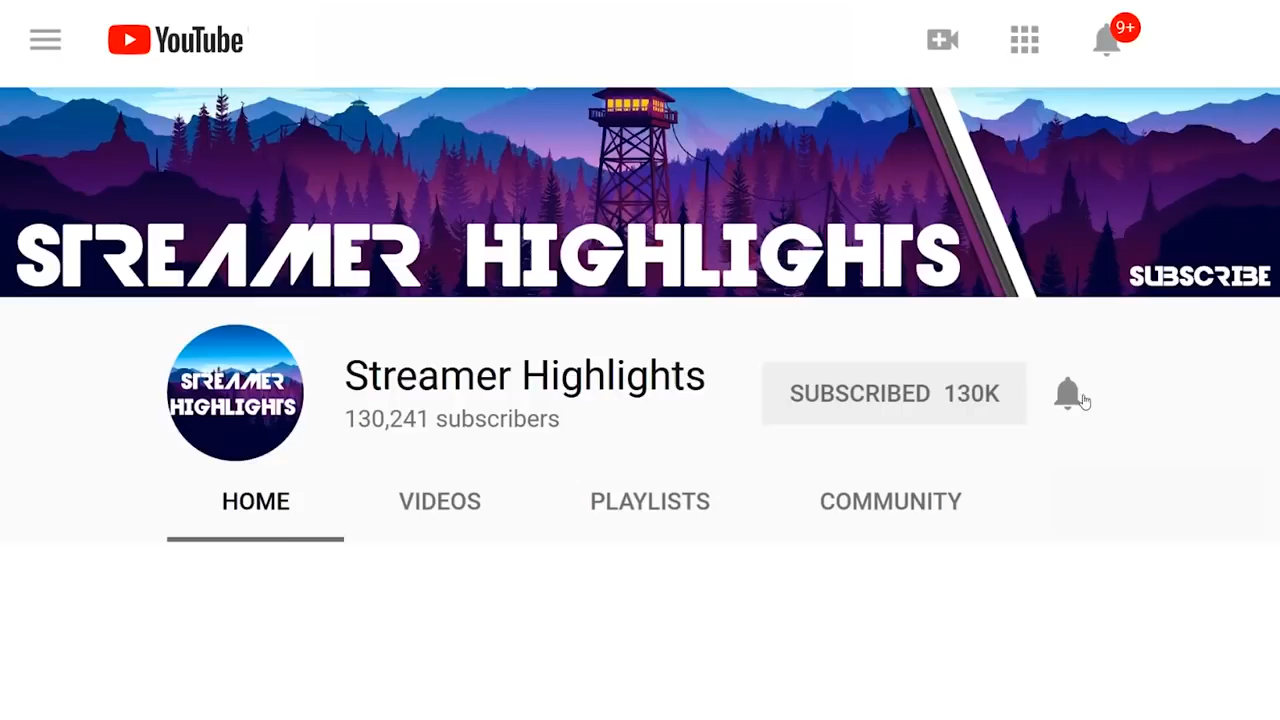 YouTube
9+
STREAMER HIGHLIGHTS
SUBSCRIBE
STREAMER
HIGHLIGHTS
Streamer Highlights
130,241 subscribers
SUBSCRIBED 130K
HOME VIDEOS PLAYLISTS COMMUNITY